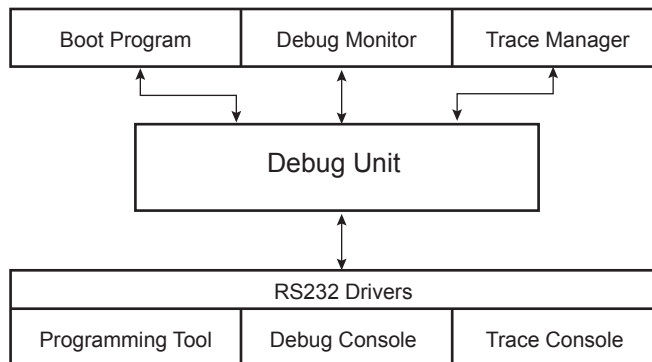 Boot Program
Debug Monitor
Trace Manager
Debug Unit
RS232 Drivers
Programming Tool
Debug Console
Trace Console